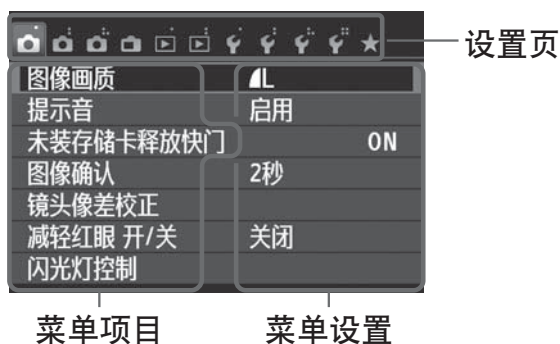 设置页
图像画质 L
提示音 启用
未装存储卡释放快门 ON
图像确认 2秒
镜头像差校正
减轻红眼 开/关 关闭
闪光灯控制
菜单项目 菜单设置